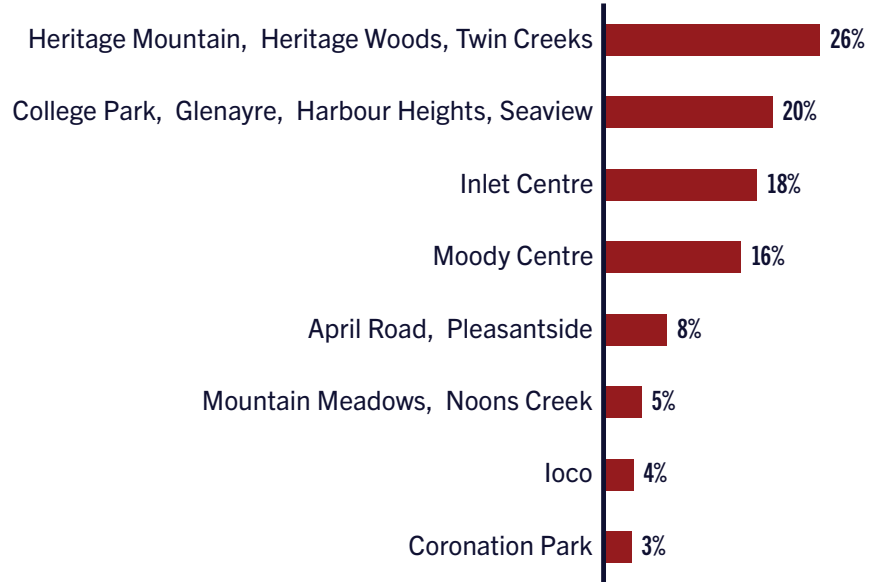 Heritage Mountain, Heritage Woods, Twin Creeks 26%
College Park, Glenayre, Harbour Heights, Seaview 20%
Inlet Centre 18%
Moody Centre 16%
April Road, Pleasantside 8%
Mountain Meadows, Noons Creek 5%
Ioco 4%
Coronation Park 3%